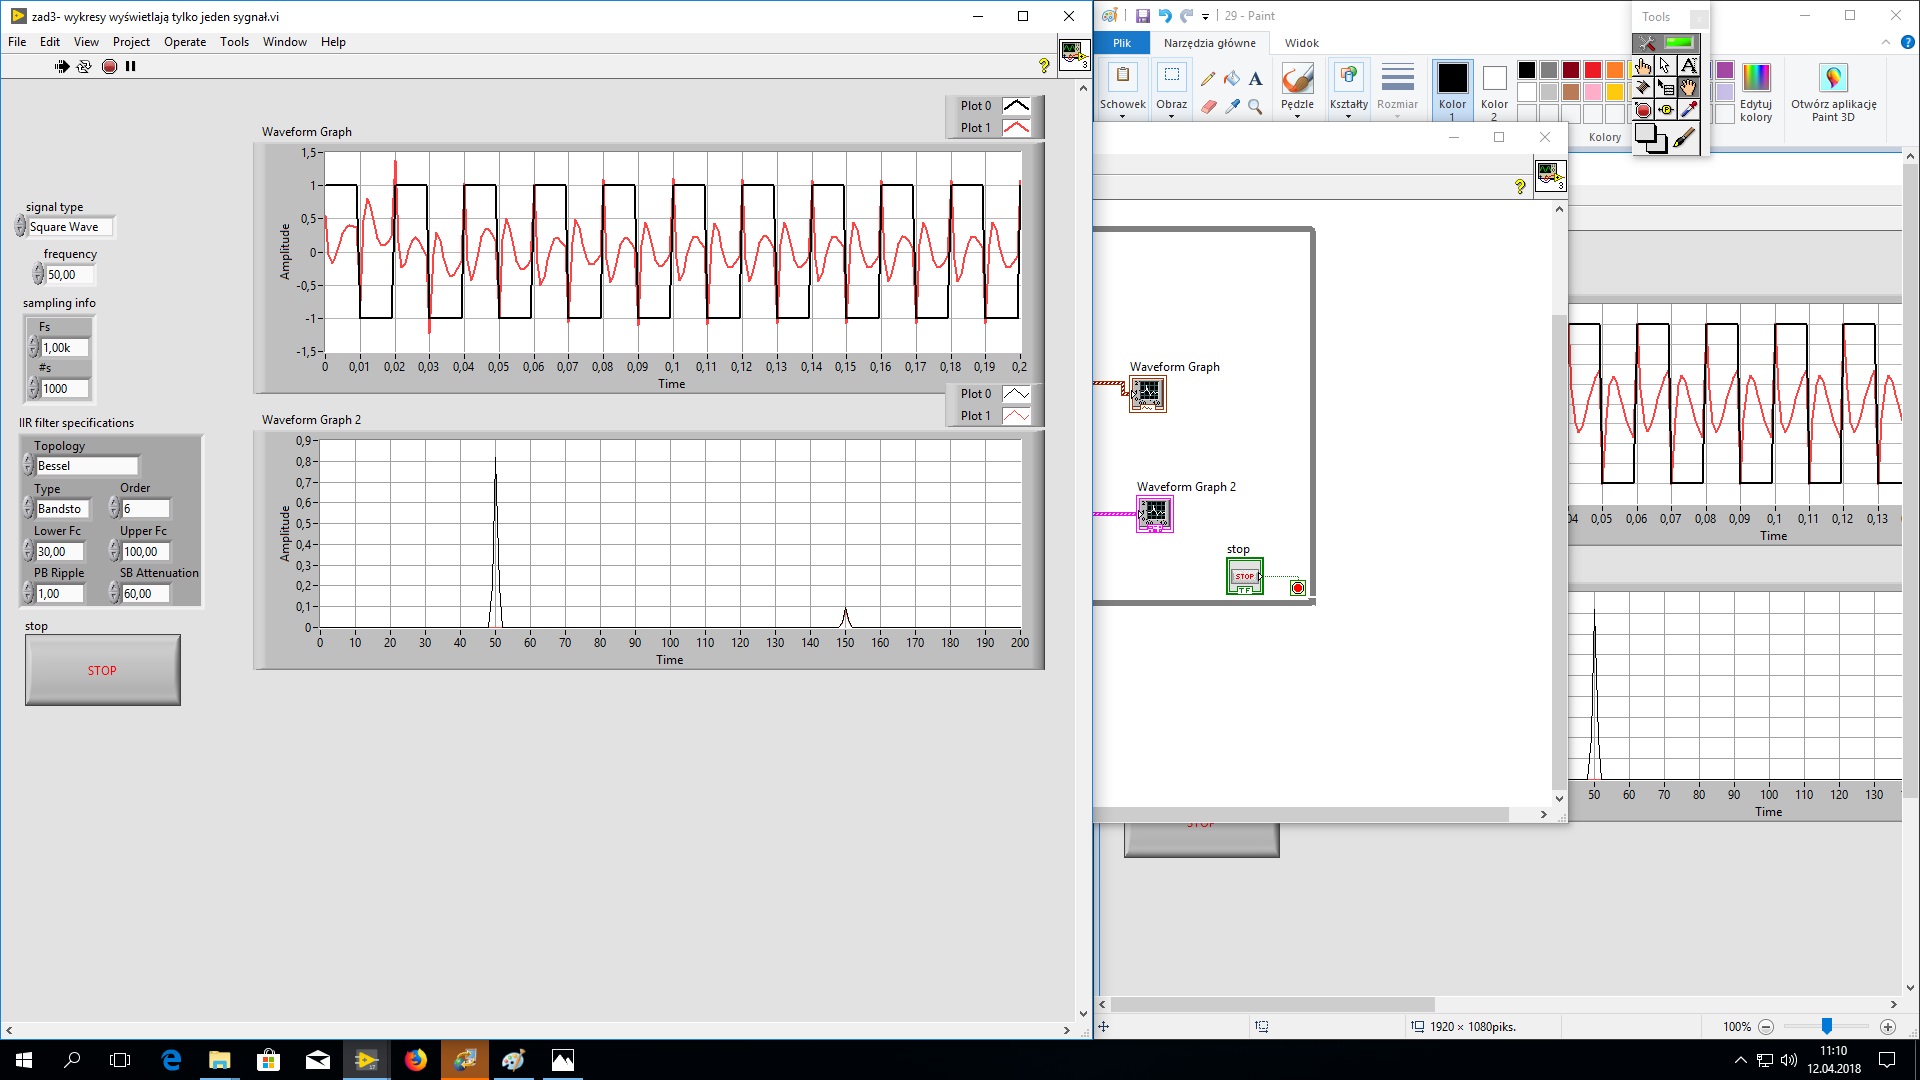 zad3- wykresy wyświetlają tylko jeden sygnał.vi
File Edit View Project Operate Tools Window Help
3
signal type
Square Wave
frequency
50,00
sampling info
Fs
1,00k
#s
1000
IIR filter specifications
Topology
Bessel
Type Order
Bandsto 6
Lower Fc Upper Fc
30,00 100,00
PB Ripple SB Attenuation
1,00 60,00
stop
STOP
Plot 0
Plot 1
Waveform Graph
Amplitude
1,5
1
0,5
0
-0,5
-1
-1,5
0 0,01 0,02 0,03 0,04 0,05 0,06 0,07 0,08 0,09 0,1 0,11 0,12 0,13 0,14 0,15 0,16 0,17 0,18 0,19 0,2
Time
Plot 0
Plot 1
Waveform Graph 2
Amplitude
0,9
0,8
0,7
0,6
0,5
0,4
0,3
0,2
0,1
0
0 10 20 30 40 50 60 70 80 90 100 110 120 130 140 150 160 170 180 190 200
Time
29 - Paint
Plik Narzędzia główne Widok
Schowek Obraz Pędzle Kształty Rozmiar Kolor 1 Kolor 2 Edytuj kolory Otwórz aplikację Paint 3D
Kolory
Tools
3
Waveform Graph
Waveform Graph 2
stop
STOP
TF
04 0,05 0,06 0,07 0,08 0,09 0,1 0,11 0,12 0,13
Time
50 60 70 80 90 100 110 120 130
Time
STOP
1920 × 1080piks.
100%
11:10
12.04.2018